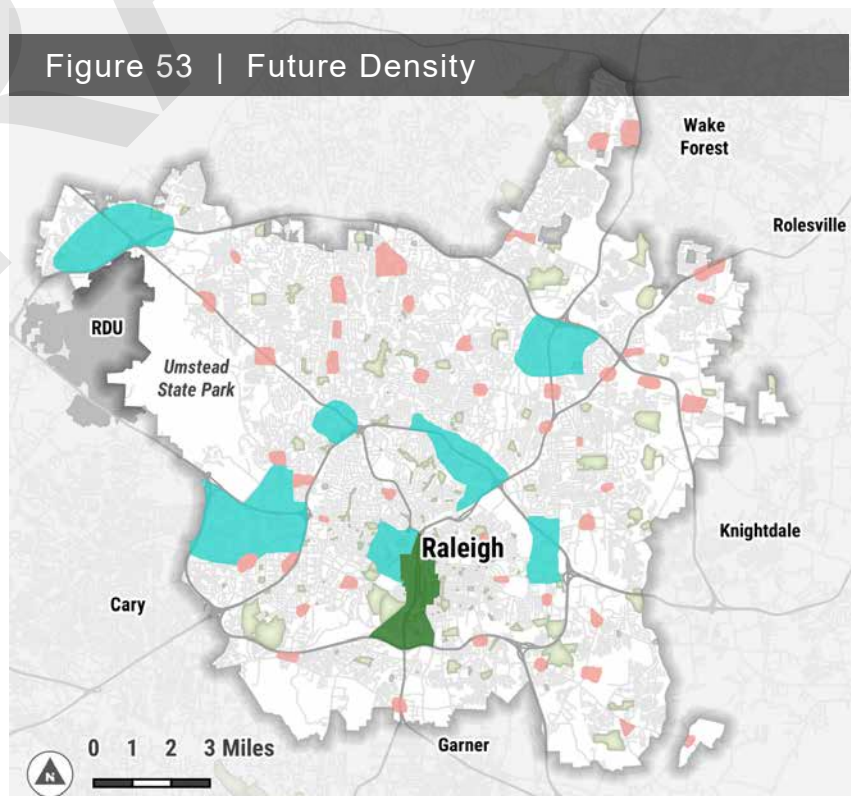 Figure 53 | Future Density
Wake
Forest
Rolesville
RDU
Umstead
State Park
Raleigh
Knightdale
Cary
Garner
0 1 2 3 Miles
N